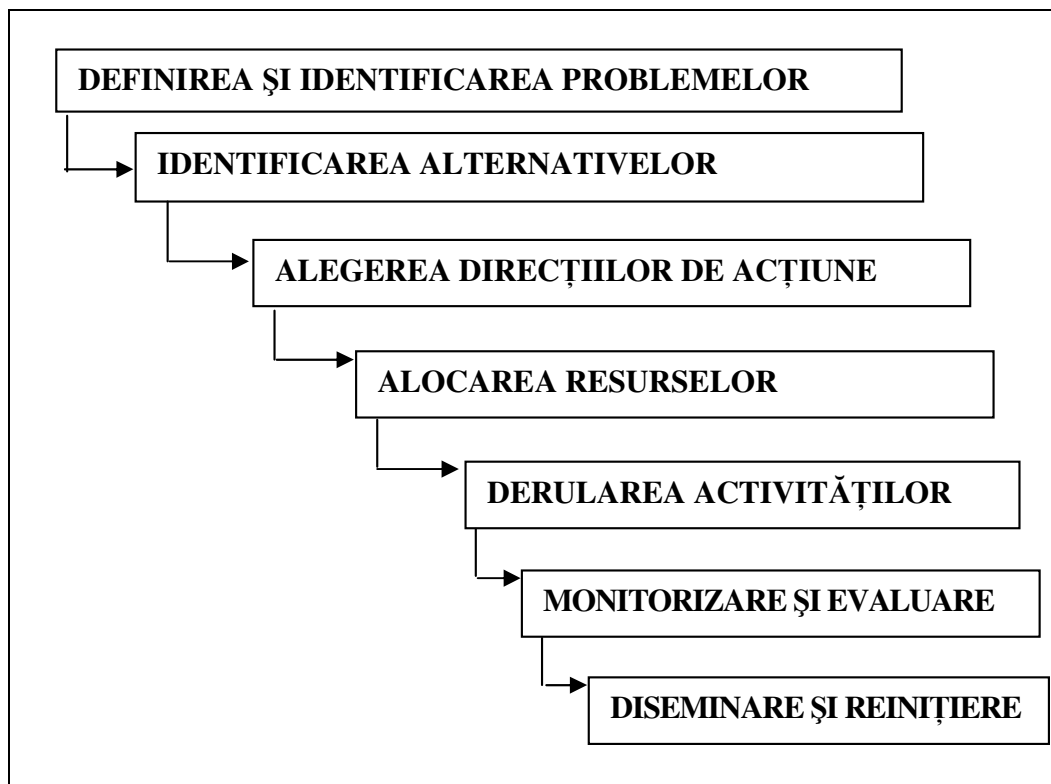 DEFINIREA ŞI IDENTIFICAREA PROBLEMELOR
IDENTIFICAREA ALTERNATIVELOR
ALEGEREA DIRECȚIILOR DE ACȚIUNE
ALOCAREA RESURSELOR
DERULAREA ACTIVITĂȚILOR
MONITORIZARE ŞI EVALUARE
DISEMINARE ŞI REINIȚIERE